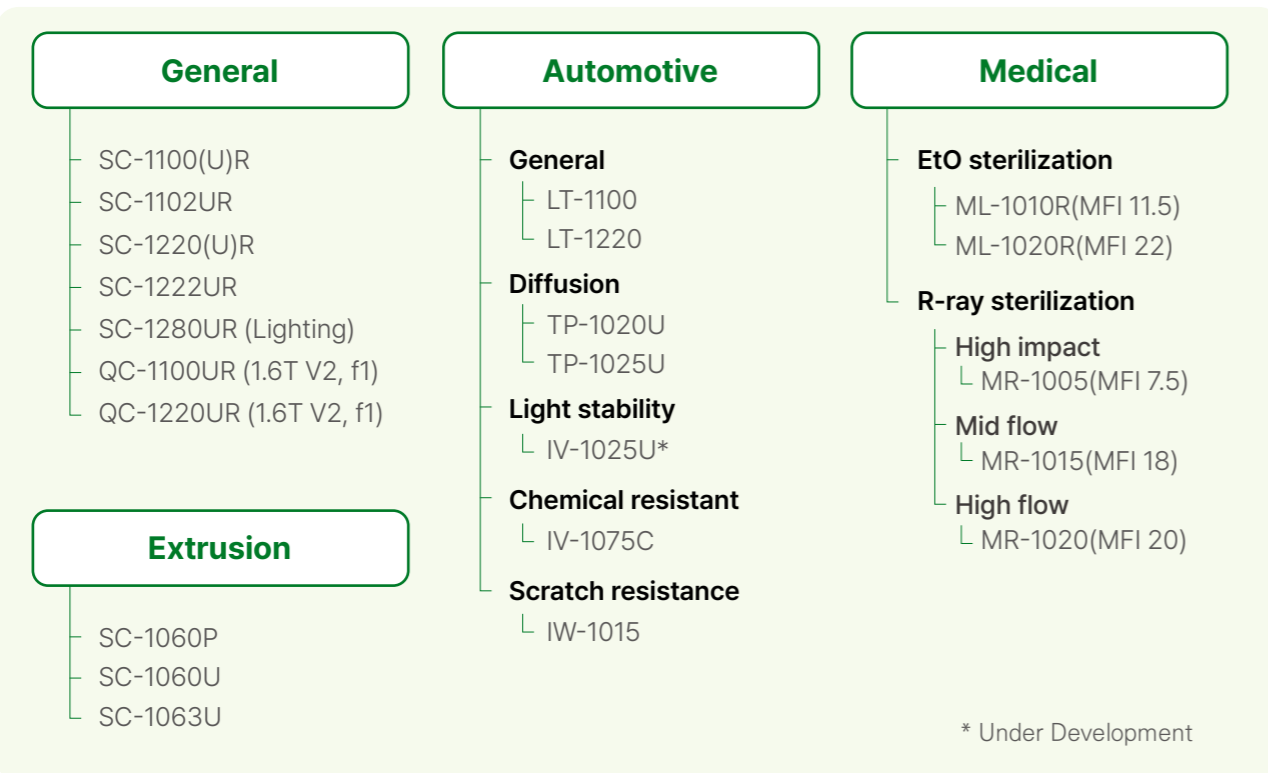 General
SC-1100(U)R
SC-1102UR
SC-1220(U)R
SC-1222UR
SC-1280UR (Lighting)
QC-1100UR (1.6T V2, f1)
QC-1220UR (1.6T V2, f1)
Extrusion
SC-1060P
SC-1060U
SC-1063U
Automotive
General
LT-1100
LT-1220
Diffusion
TP-1020U
TP-1025U
Light stability
IV-1025U*
Chemical resistant
IV-1075C
Scratch resistance
IW-1015
Medical
EtO sterilization
ML-1010R(MFI 11.5)
ML-1020R(MFI 22)
R-ray sterilization
High impact
MR-1005(MFI 7.5)
Mid flow
MR-1015(MFI 18)
High flow
MR-1020(MFI 20)
* Under Development